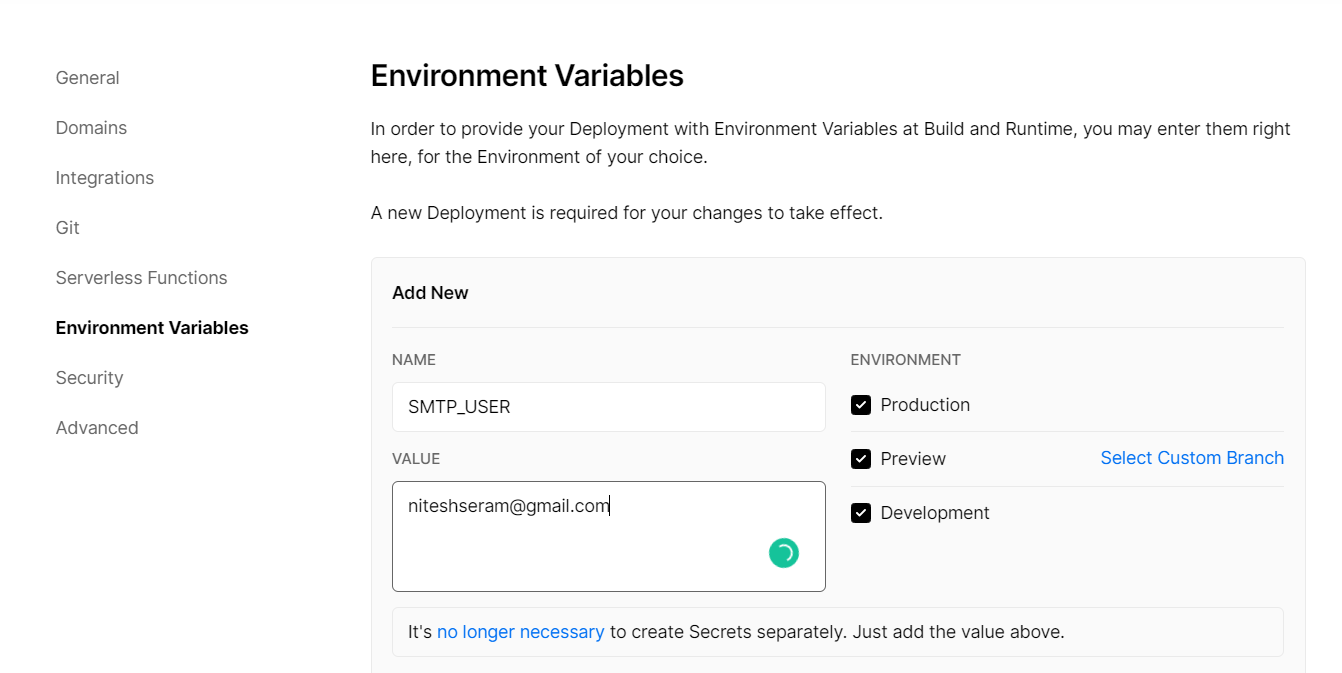 General
Domains
Integrations
Git
Serverless Functions
Environment Variables
Security
Advanced
Environment Variables
In order to provide your Deployment with Environment Variables at Build and Runtime, you may enter them right
here, for the Environment of your choice.
A new Deployment is required for your changes to take effect.
Add New
NAME
SMTP_USER
VALUE
niteshseram@gmail.com
ENVIRONMENT
Production
Preview
Select Custom Branch
Development
It's no longer necessary to create Secrets separately. Just add the value above.